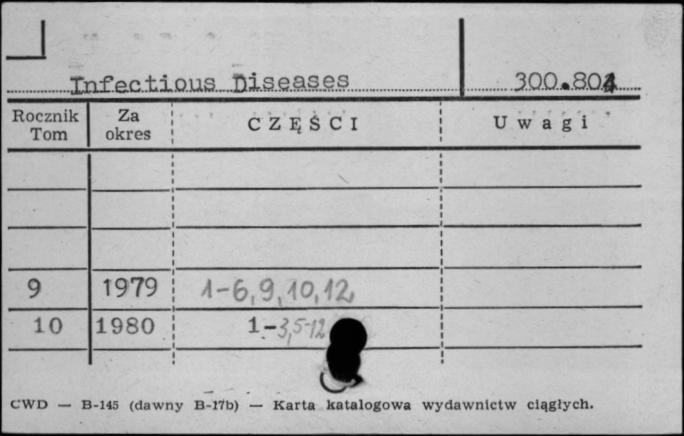 Infectious Diseases 300.804
Rocznik Tom Za okres CZĘŚCI Uwagi
9 1979 1-6,9,10,12
10 1980 1-3,5-12
CWD — B-145 (dawny B-17b) — Karta katalogowa wydawnictw ciągłych.